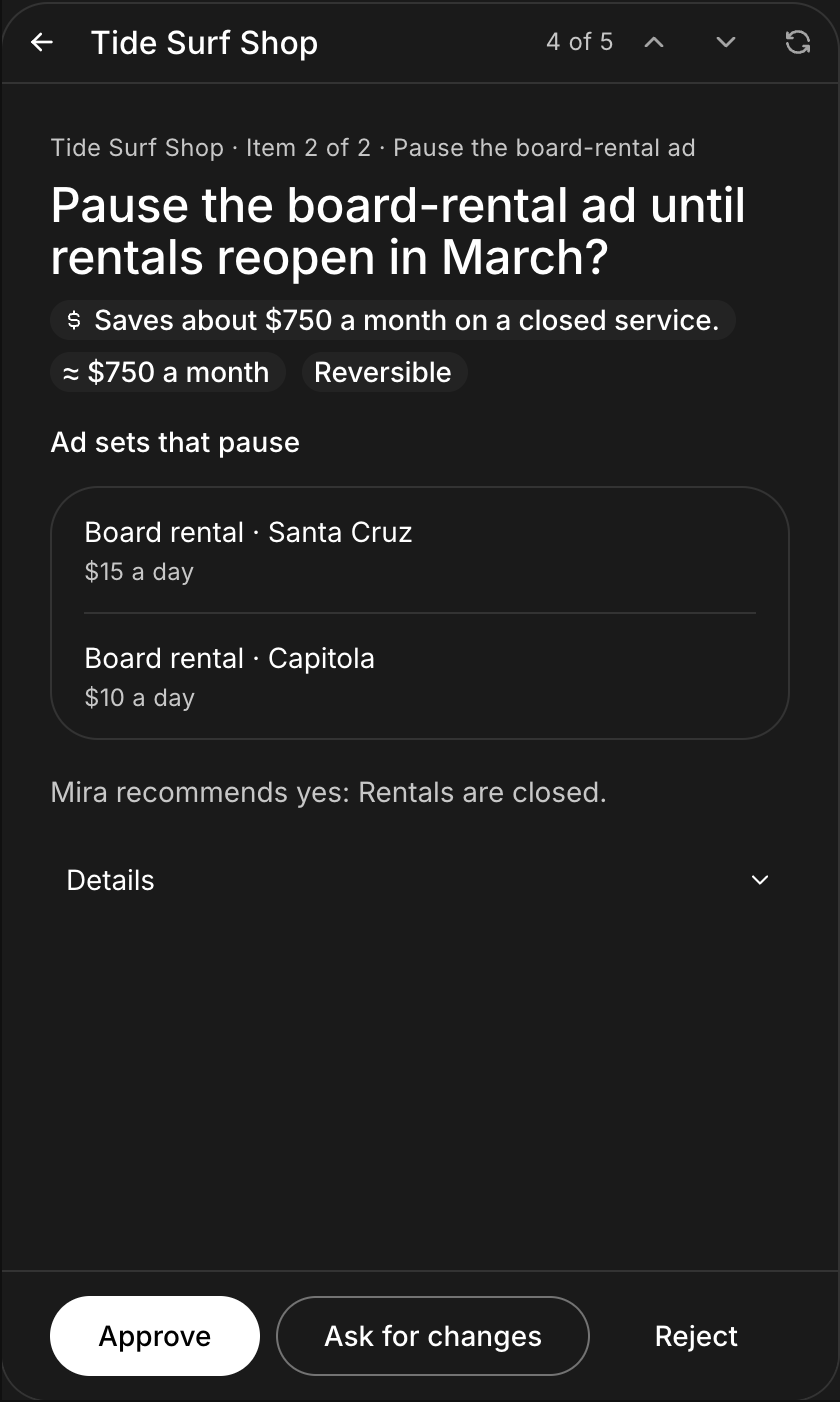 Tide Surf Shop
4 of 5
Tide Surf Shop · Item 2 of 2 · Pause the board-rental ad
Pause the board-rental ad until
rentals reopen in March?
$ Saves about $750 a month on a closed service.
≈ $750 a month
Reversible
Ad sets that pause
Board rental · Santa Cruz
$15 a day
Board rental · Capitola
$10 a day
Mira recommends yes: Rentals are closed.
Details
Approve
Ask for changes
Reject